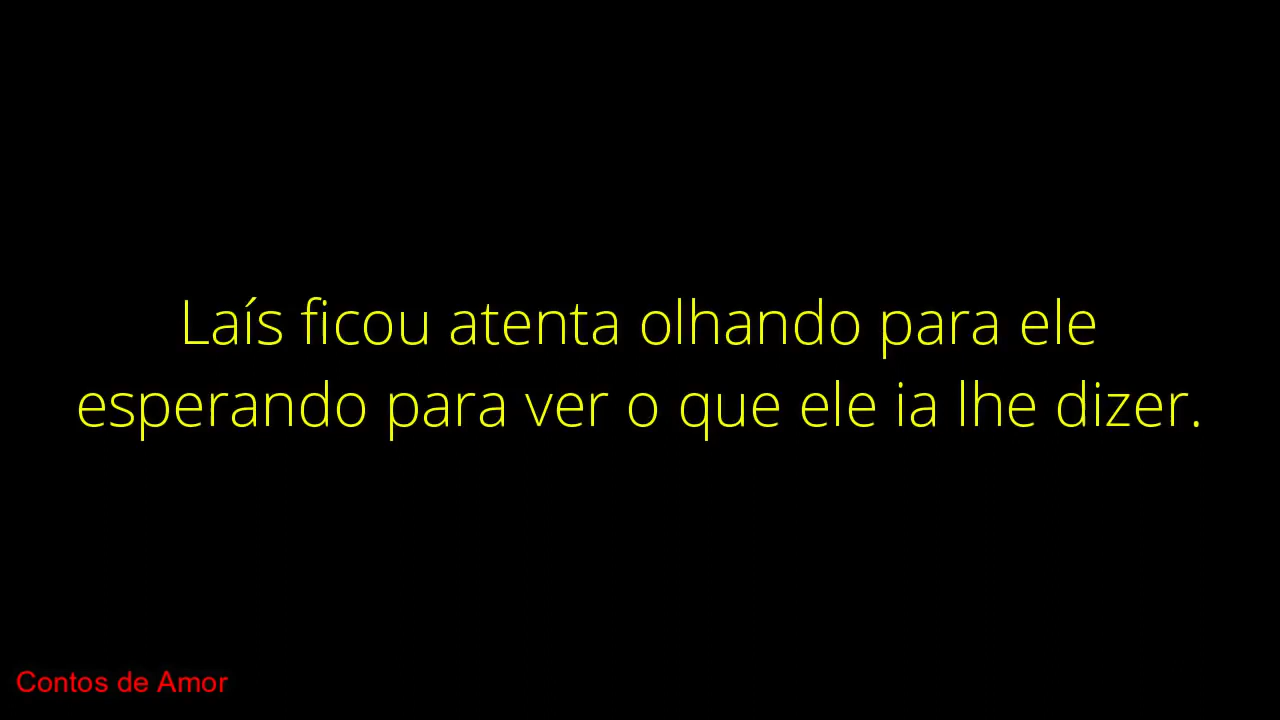 Laís ficou atenta olhando para ele
esperando para ver o que ele ia lhe dizer.
Contos de Amor